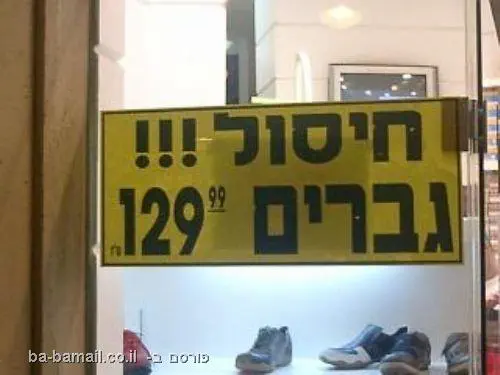 חיסול !!!
גברים 129.99 ש"ח
פורסם ב- ba-bamail.co.il